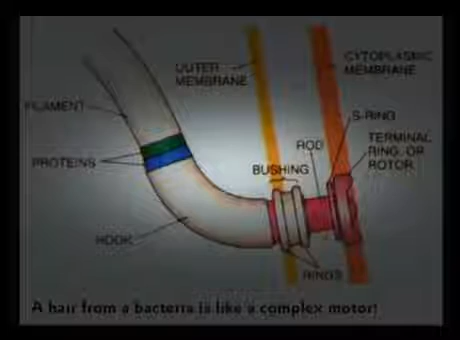 OUTER
MEMBRANE
CYTOPLASMIC
MEMBRANE
FILAMENT
S-RING
TERMINAL
RING OR
ROTOR
ROD
PROTEINS
BUSHING
HOOK
RINGS
A hair from a bacteria is like a complex motor!